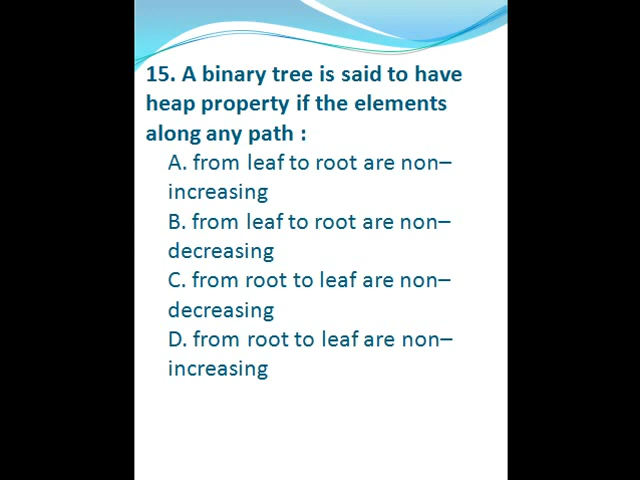 15. A binary tree is said to have
heap property if the elements
along any path :
A. from leaf to root are non–
increasing
B. from leaf to root are non–
decreasing
C. from root to leaf are non–
decreasing
D. from root to leaf are non–
increasing